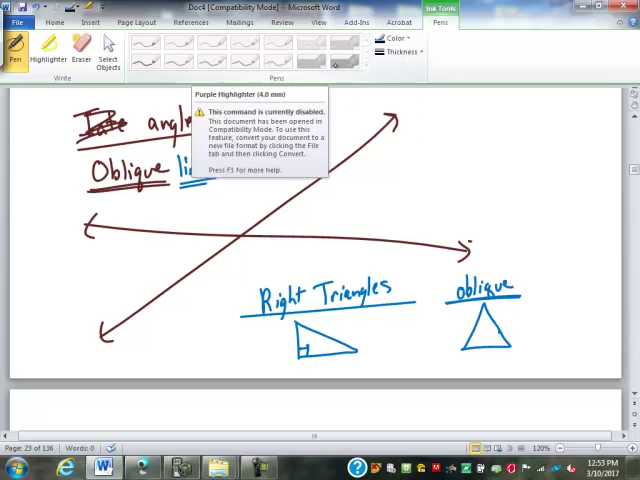 Doc4 [Compatibility Mode] - Microsoft Word
Ink Tools
File Home Insert Page Layout References Mailings Review View Add-Ins Acrobat Pens
Pen Highlighter Eraser Select Objects
Color
Thickness
Write Pens
Purple Highlighter (4.0 mm)
This command is currently disabled.
This document has been opened in
Compatibility Mode. To use this
feature, convert your document to a
new file format by clicking the File
tab and then clicking Convert.
Press F1 for more help.
Oblique
Right Triangles oblique
Page: 23 of 136 Words: 0 120%
12:53 PM
3/10/2017